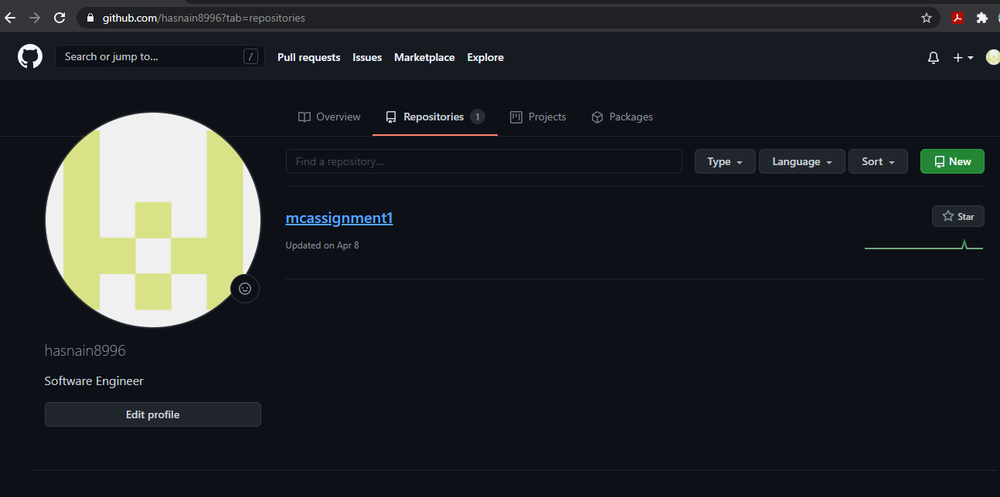 github.com/hasnain8996?tab=repositories
Search or jump to... /
Pull requests Issues Marketplace Explore
Overview Repositories 1 Projects Packages
Find a repository...
Type Language Sort New
mcassignment1
Star
Updated on Apr 8
hasnain8996
Software Engineer
Edit profile